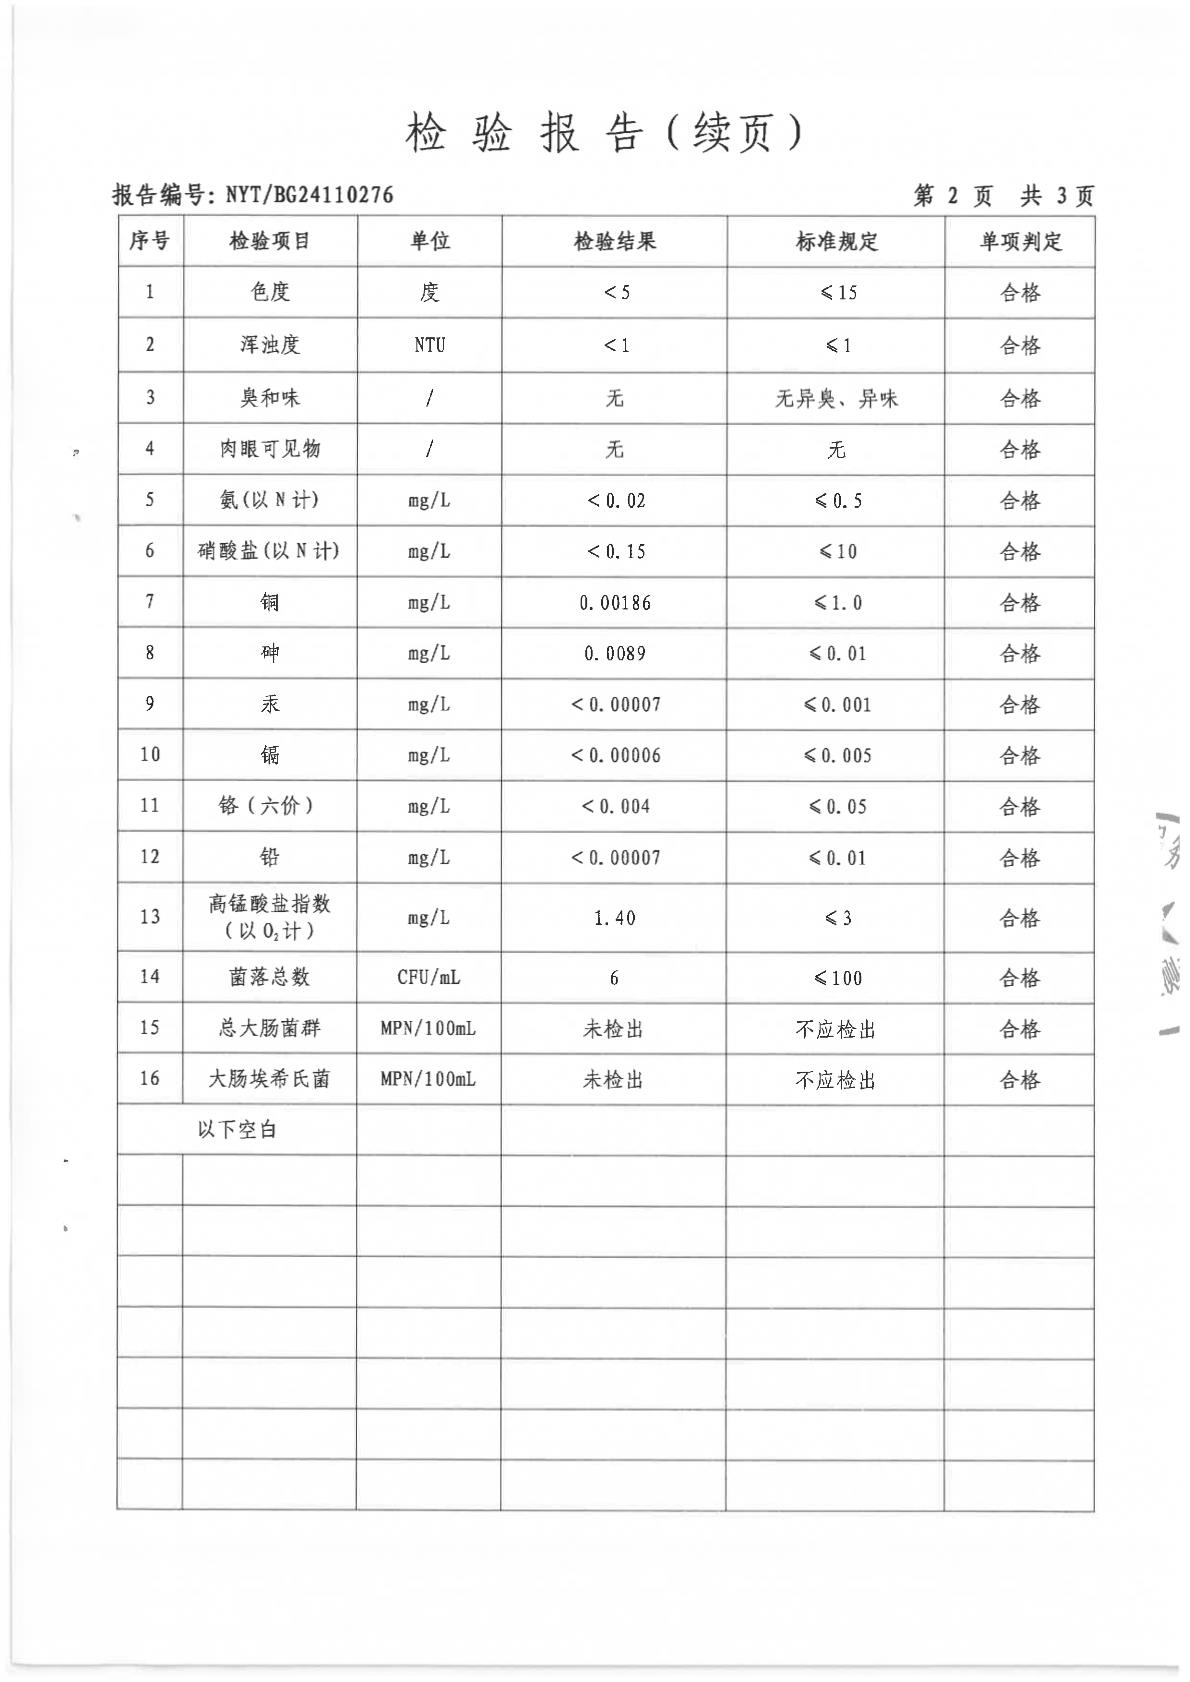 检验报告(续页)
报告编号: NYT/BG24110276 第 2 页 共 3 页
序号 检验项目 单位 检验结果 标准规定 单项判定
1 色度 度 <5 ≤15 合格
2 浑浊度 NTU <1 ≤1 合格
3 臭和味 / 无 无异臭、异味 合格
4 肉眼可见物 / 无 无 合格
5 氨(以 N 计) mg/L <0.02 ≤0.5 合格
6 硝酸盐(以 N 计) mg/L <0.15 ≤10 合格
7 铜 mg/L 0.00186 ≤1.0 合格
8 砷 mg/L 0.0089 ≤0.01 合格
9 汞 mg/L <0.00007 ≤0.001 合格
10 镉 mg/L <0.00006 ≤0.005 合格
11 铬(六价) mg/L <0.004 ≤0.05 合格
12 铅 mg/L <0.00007 ≤0.01 合格
13 高锰酸盐指数
(以 O₂计) mg/L 1.40 ≤3 合格
14 菌落总数 CFU/mL 6 ≤100 合格
15 总大肠菌群 MPN/100mL 未检出 不应检出 合格
16 大肠埃希氏菌 MPN/100mL 未检出 不应检出 合格
以下空白